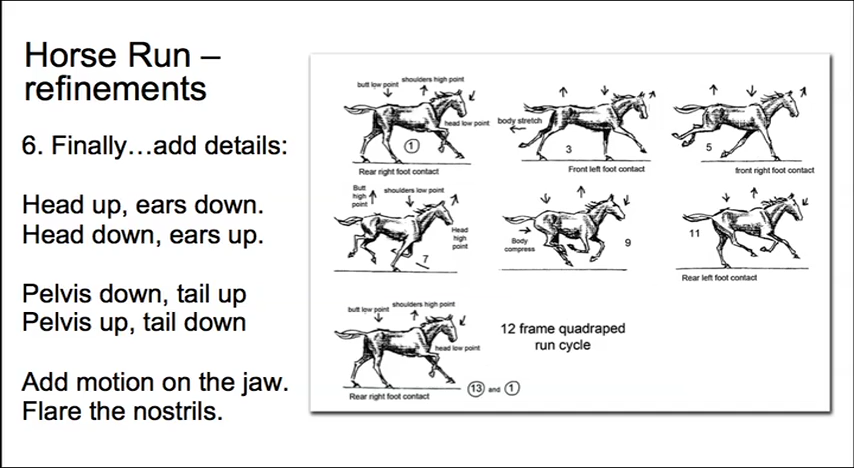 Horse Run –
refinements
6. Finally…add details:
Head up, ears down.
Head down, ears up.
Pelvis down, tail up
Pelvis up, tail down
Add motion on the jaw.
Flare the nostrils.
butt low point
shoulders high point
head low point
1
Rear right foot contact
body stretch
3
Front left foot contact
5
front right foot contact
Butt
high
point
shoulders low point
Head
high
point
7
Body
compress
9
11
Rear left foot contact
butt low point
shoulders high point
head low point
Rear right foot contact
13 and 1
12 frame quadraped
run cycle